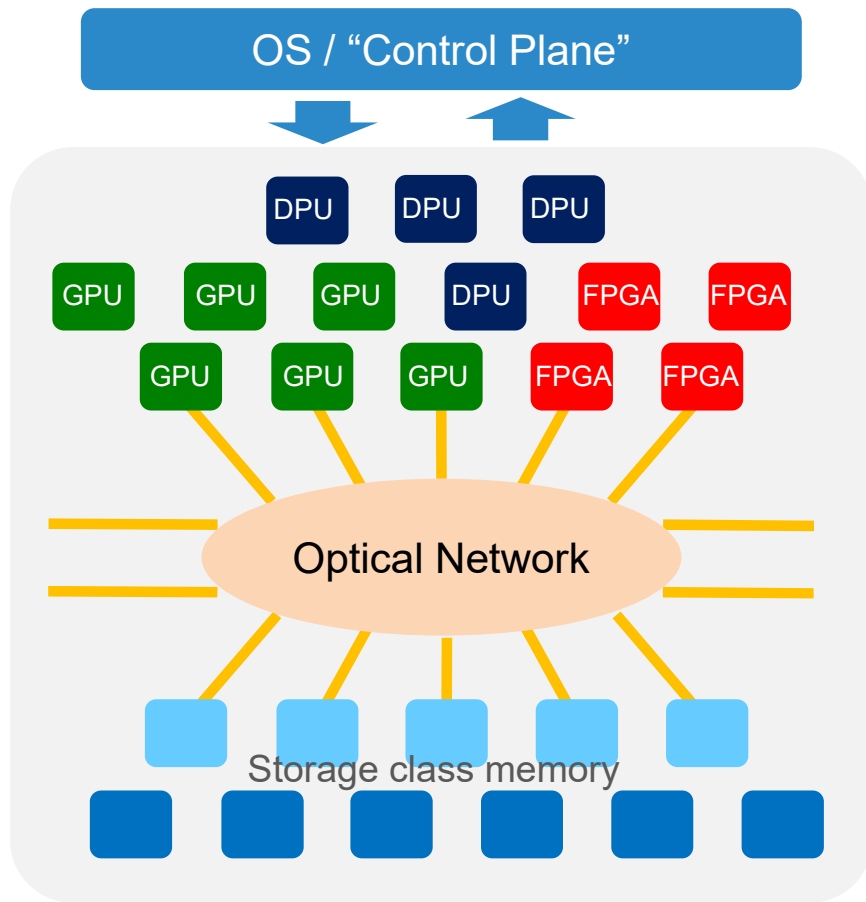 OS / “Control Plane”
DPU DPU DPU
GPU GPU GPU DPU FPGA FPGA
GPU GPU GPU FPGA FPGA
Optical Network
Storage class memory